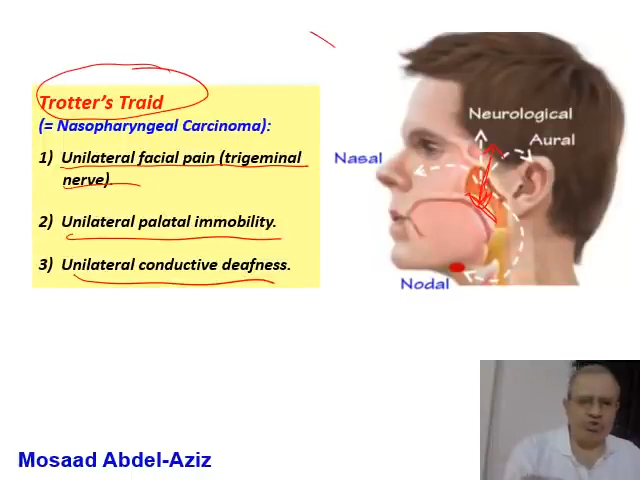 Trotter's Traid
(= Nasopharyngeal Carcinoma):
1) Unilateral facial pain (trigeminal
nerve).
2) Unilateral palatal immobility.
3) Unilateral conductive deafness.
Neurological
Aural
Nasal
Nodal
Mosaad Abdel-Aziz